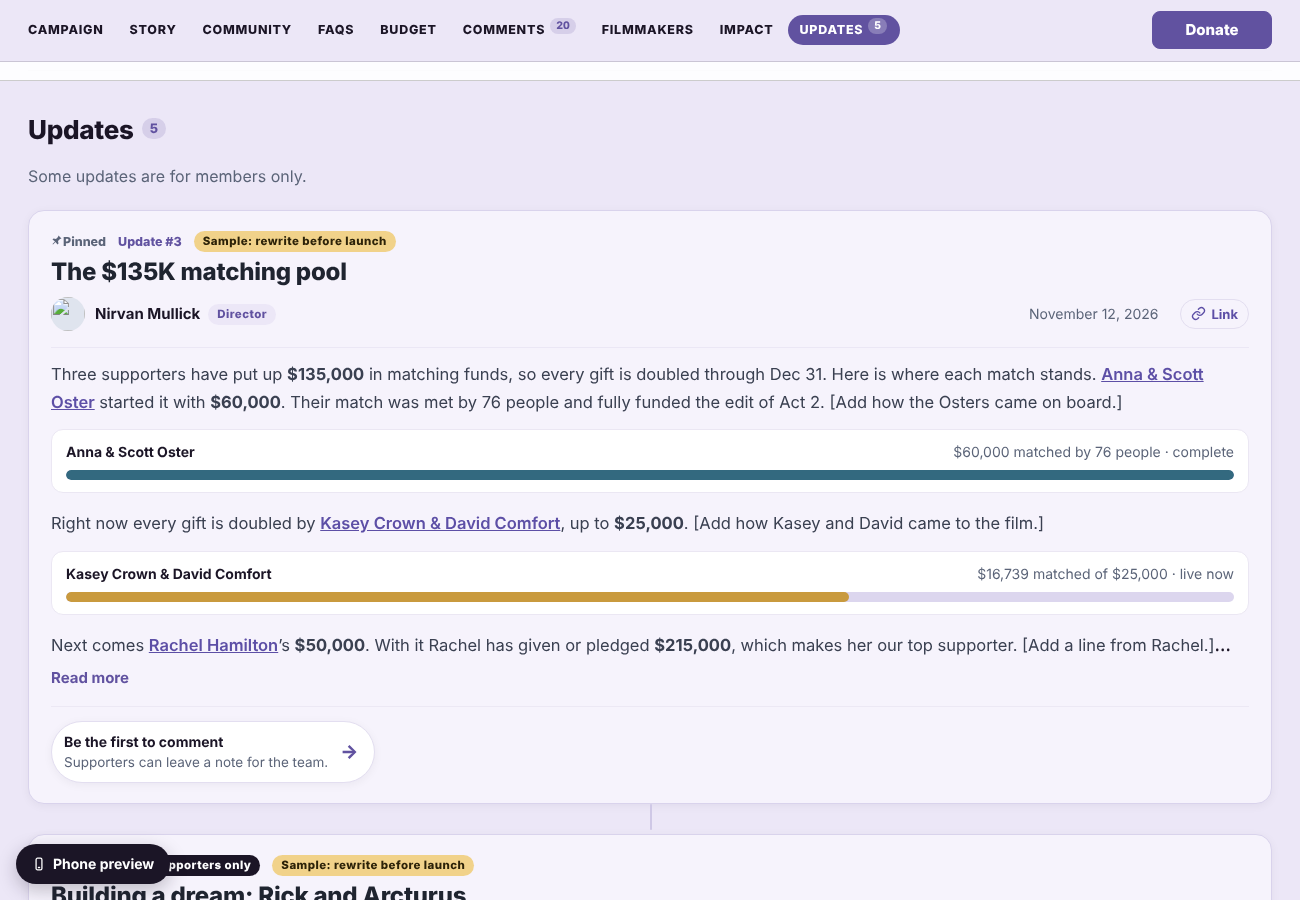 CAMPAIGN STORY COMMUNITY FAQS BUDGET COMMENTS 20 FILMMAKERS IMPACT UPDATES 5 Donate
Updates 5
Some updates are for members only.
Pinned Update #3 Sample: rewrite before launch
The $135K matching pool
Nirvan Mullick Director November 12, 2026 Link
Three supporters have put up $135,000 in matching funds, so every gift is doubled through Dec 31. Here is where each match stands. Anna & Scott
Oster started it with $60,000. Their match was met by 76 people and fully funded the edit of Act 2. [Add how the Osters came on board.]
Anna & Scott Oster $60,000 matched by 76 people · complete
Right now every gift is doubled by Kasey Crown & David Comfort, up to $25,000. [Add how Kasey and David came to the film.]
Kasey Crown & David Comfort $16,739 matched of $25,000 · live now
Next comes Rachel Hamilton’s $50,000. With it Rachel has given or pledged $215,000, which makes her our top supporter. [Add a line from Rachel.]...
Read more
Be the first to comment
Supporters can leave a note for the team.
Phone preview pporters only Sample: rewrite before launch
Building a dream: Rick and Arcturus